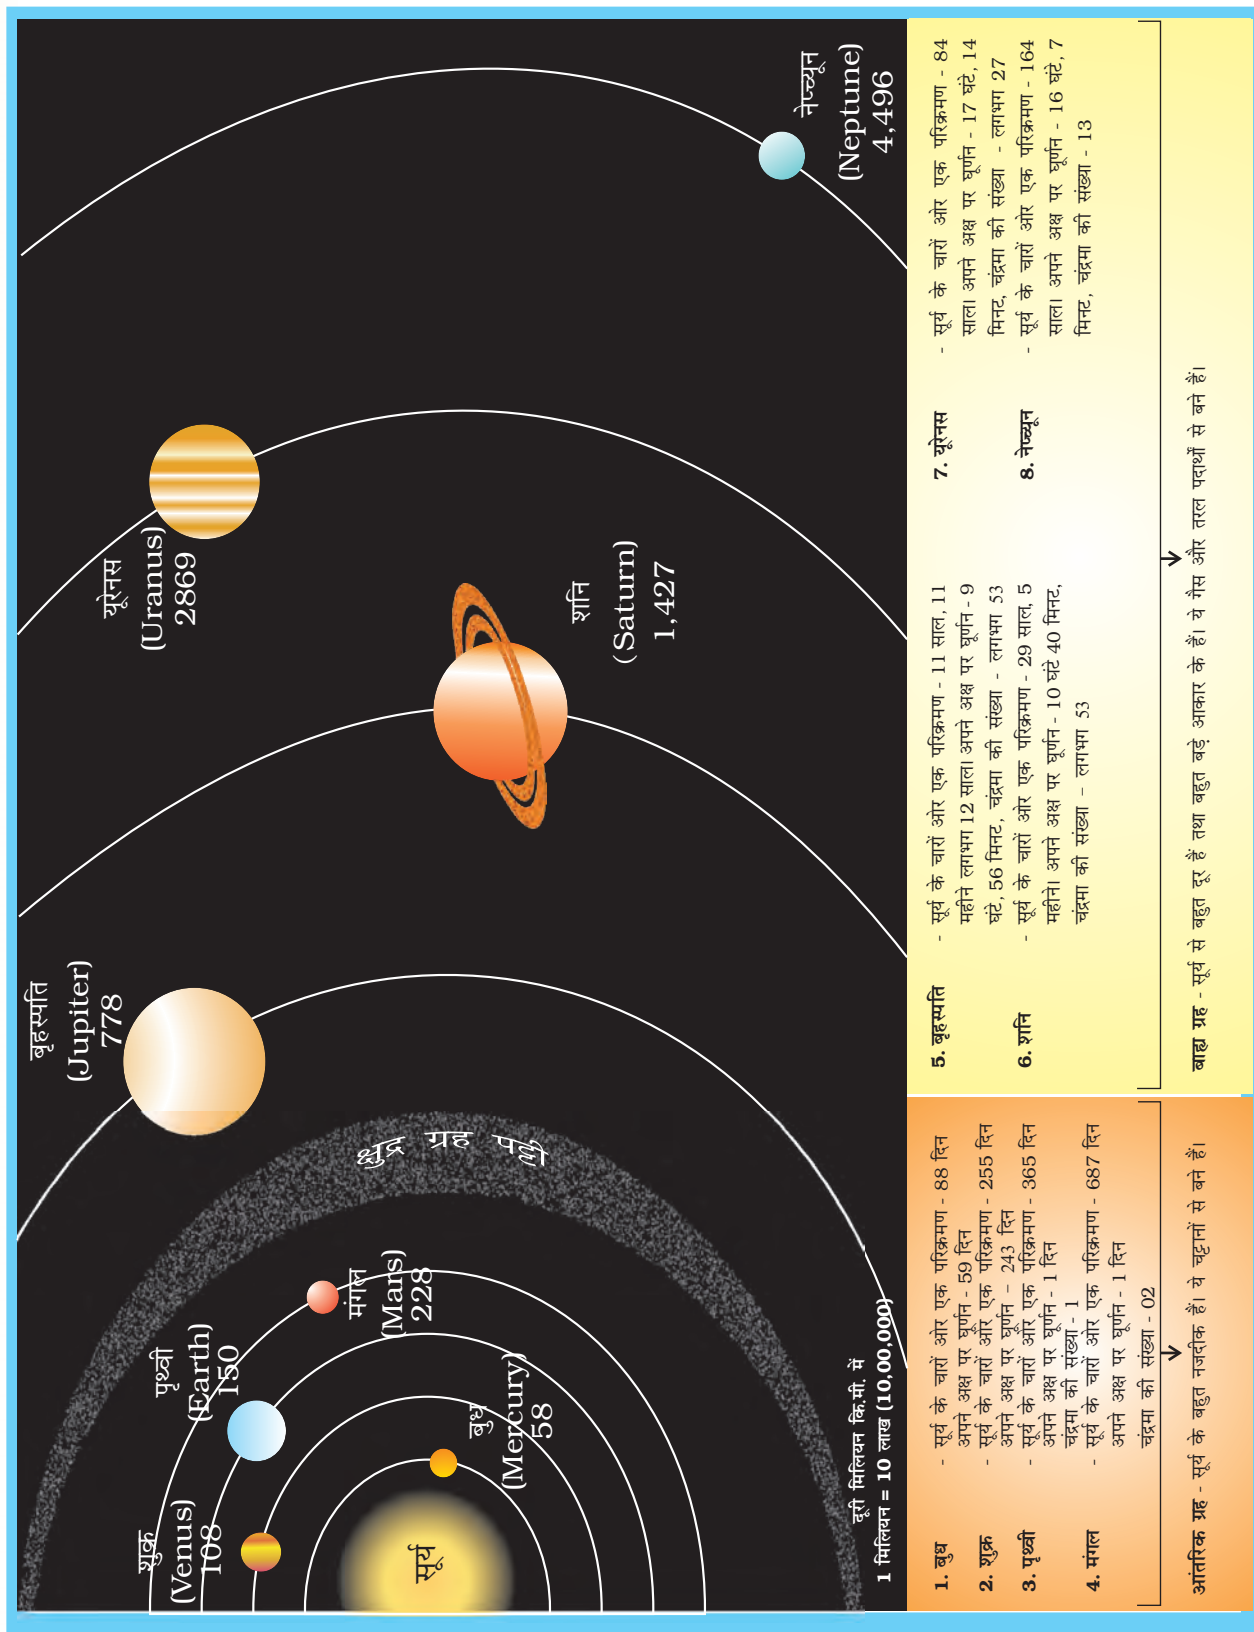 सूर्य
बुध
(Mercury)
58
शुक्र
(Venus)
108
पृथ्वी
(Earth)
150
मंगल
(Mars)
228
क्षुद्र ग्रह पट्टी
बृहस्पति
(Jupiter)
778
शनि
(Saturn)
1,427
यूरेनस
(Uranus)
2869
नेप्च्यून
(Neptune)
4,496
दूरी मिलियन कि.मी. में
1 मिलियन = 10 लाख (10,00,000)
1. बुध - सूर्य के चारों ओर एक परिक्रमण - 88 दिन
अपने अक्ष पर घूर्णन - 59 दिन
2. शुक्र - सूर्य के चारों ओर एक परिक्रमण - 255 दिन
अपने अक्ष पर घूर्णन – 243 दिन
3. पृथ्वी - सूर्य के चारों ओर एक परिक्रमण - 365 दिन
अपने अक्ष पर घूर्णन - 1 दिन
चंद्रमा की संख्या - 1
4. मंगल - सूर्य के चारों ओर एक परिक्रमण - 687 दिन
अपने अक्ष पर घूर्णन - 1 दिन
चंद्रमा की संख्या - 02
आंतरिक ग्रह - सूर्य के बहुत नजदीक हैं। ये चट्टानों से बने हैं।
5. बृहस्पति - सूर्य के चारों ओर एक परिक्रमण - 11 साल, 11
महीने लगभग 12 साल। अपने अक्ष पर घूर्णन - 9
घंटे, 56 मिनट, चंद्रमा की संख्या - लगभग 53
6. शनि - सूर्य के चारों ओर एक परिक्रमण - 29 साल, 5
महीने। अपने अक्ष पर घूर्णन - 10 घंटे 40 मिनट,
चंद्रमा की संख्या – लगभग 53
7. यूरेनस - सूर्य के चारों ओर एक परिक्रमण - 84
साल। अपने अक्ष पर घूर्णन - 17 घंटे, 14
मिनट, चंद्रमा की संख्या - लगभग 27
8. नेप्च्यून - सूर्य के चारों ओर एक परिक्रमण - 164
साल। अपने अक्ष पर घूर्णन - 16 घंटे, 7
मिनट, चंद्रमा की संख्या - 13
बाह्य ग्रह - सूर्य से बहुत दूर हैं तथा बहुत बड़े आकार के हैं। ये गैस और तरल पदार्थों से बने हैं।